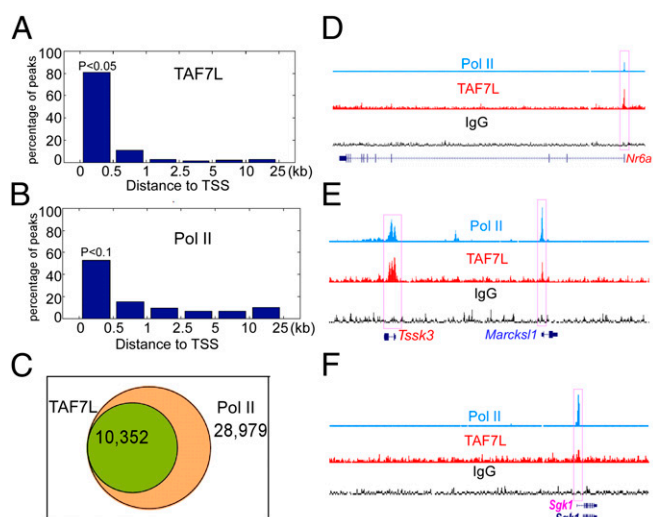 A
percentage of peaks
100
80
60
40
20
0
P<0.05
TAF7L
0 0.5 1 2.5 5 10 25 (kb)
Distance to TSS
B
percentage of peaks
100
80
60
40
20
0
P<0.1
Pol II
0 0.5 1 2.5 5 10 25 (kb)
Distance to TSS
C
TAF7L
Pol II
10,352
28,979
D
Pol II
TAF7L
IgG
Nr6a
E
Pol II
TAF7L
IgG
Tssk3 Marcksl1
F
Pol II
TAF7L
IgG
Sgk1